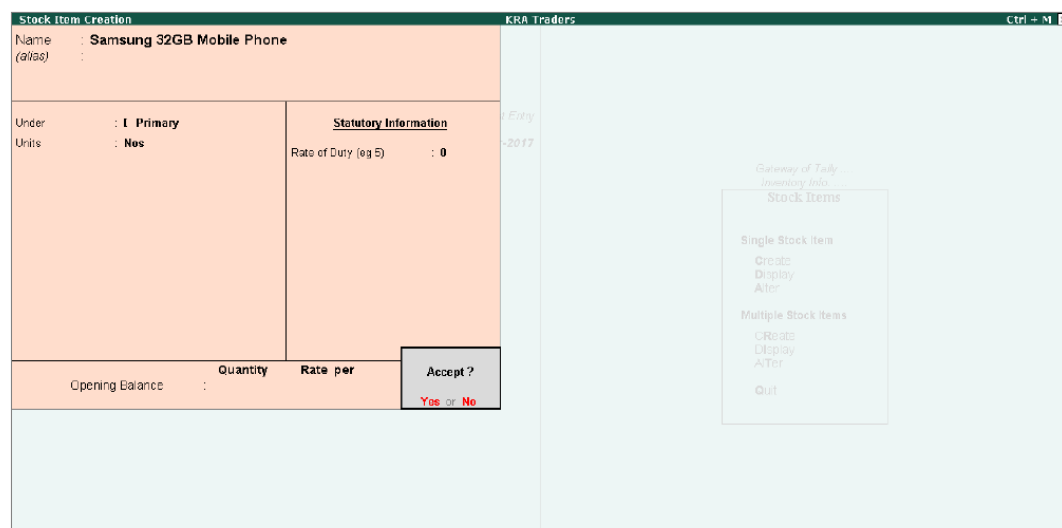 Stock Item Creation KRA Traders Ctrl + M
Name : Samsung 32GB Mobile Phone
(alias) :
Under : Primary
Units : Nos
Statutory Information
Rate of Duty (eg 5) : 0
t Entry
-2017
Gateway of Tally...
Inventory Info.
Stock Items
Single Stock Item
Create
Display
Alter
Multiple Stock Items
CReate
DIsplay
AlTer
Quit
Quantity Rate per
Opening Balance :
Accept ?
Yes or No